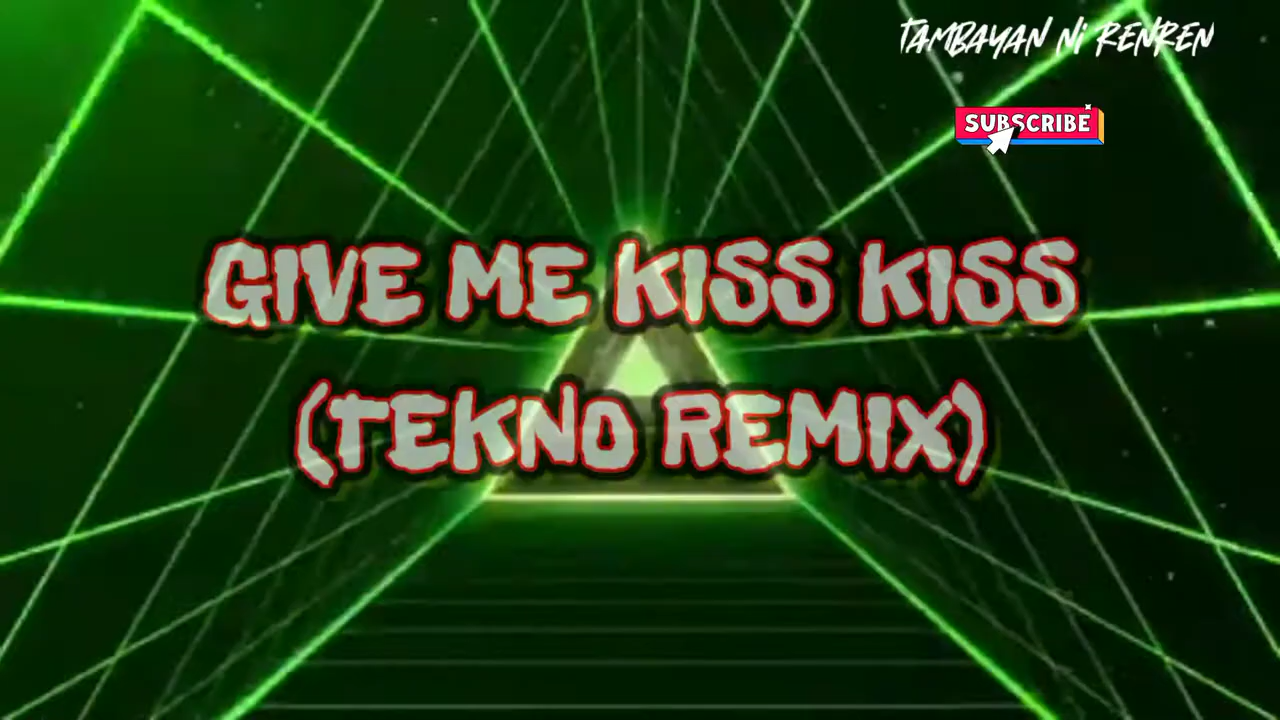 TAMBAYAN Ni RENREN
SUBSCRIBE
GIVE ME KISS KISS
(TEKNO REMIX)